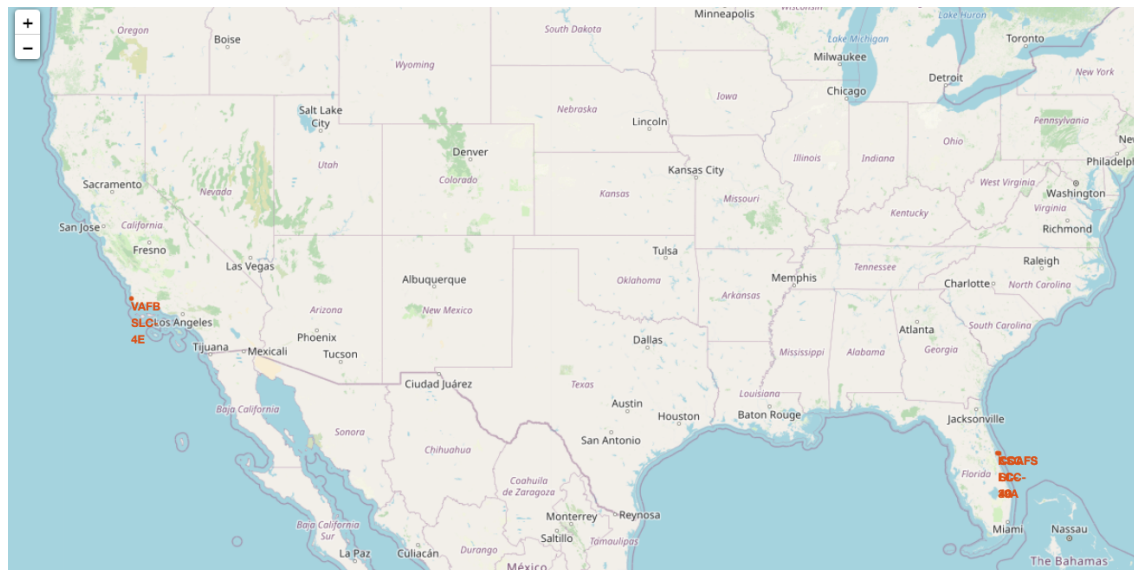 +
−
Oregon
Boise
South Dakota
Minneapolis
Wisconsin
Lake Huron
Toronto
Lake Michigan
Milwaukee
Wyoming
Detroit
New York
Chicago
Iowa
Nebraska
Salt Lake
City
Lincoln
Pennsylvania
Ohio
Illinois
Indiana
Denver
Utah
Philadelph
Kansas City
Colorado
West Virginia
Washington
Sacramento
Nevada
Kansas
Missouri
Virginia
Kentucky
San Jose
California
Richmond
Fresno
Tulsa
Raleigh
Las Vegas
Albuquerque
Tennessee
Memphis
Oklahoma
Charlotte
North Carolina
Arkansas
VAFB
SLC-
4E
Los Angeles
Arizona
New Mexico
South Carolina
Atlanta
Phoenix
Dallas
Tijuana
Mexicali
Tucson
Mississippi
Alabama
Georgia
Ciudad Juárez
Texas
Louisiana
Austin
Baja California
Houston
Baton Rouge
Jacksonville
Sonora
San Antonio
Chihuahua
Florida
Coahuila
de Zaragoza
Baja California
Sur
Monterrey
Reynosa
Miami
Nassau
Saltillo
Tamaulipas
La Paz
Culiacán
Durango
México
The Bahamas